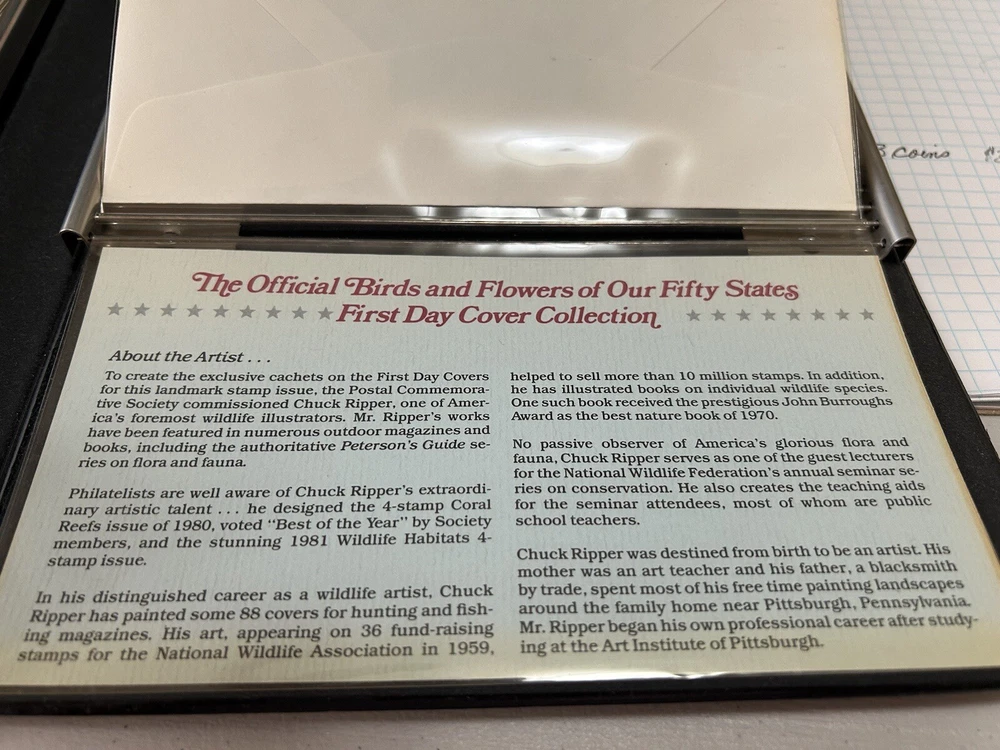 The Official Birds and Flowers of Our Fifty States
First Day Cover Collection
About the Artist . . .
To create the exclusive cachets on the First Day Covers
for this landmark stamp issue, the Postal Commemora-
tive Society commissioned Chuck Ripper, one of Amer-
ica's foremost wildlife illustrators. Mr. Ripper's works
have been featured in numerous outdoor magazines and
books, including the authoritative Peterson's Guide se-
ries on flora and fauna.
Philatelists are well aware of Chuck Ripper's extraordi-
nary artistic talent . . . he designed the 4-stamp Coral
Reefs issue of 1980, voted "Best of the Year" by Society
members, and the stunning 1981 Wildlife Habitats 4-
stamp issue.
In his distinguished career as a wildlife artist, Chuck
Ripper has painted some 88 covers for hunting and fish-
ing magazines. His art, appearing on 36 fund-raising
stamps for the National Wildlife Association in 1959,
helped to sell more than 10 million stamps. In addition,
he has illustrated books on individual wildlife species.
One such book received the prestigious John Burroughs
Award as the best nature book of 1970.
No passive observer of America's glorious flora and
fauna, Chuck Ripper serves as one of the guest lecturers
for the National Wildlife Federation's annual seminar se-
ries on conservation. He also creates the teaching aids
for the seminar attendees, most of whom are public
school teachers.
Chuck Ripper was destined from birth to be an artist. His
mother was an art teacher and his father, a blacksmith
by trade, spent most of his free time painting landscapes
around the family home near Pittsburgh, Pennsylvania.
Mr. Ripper began his own professional career after study-
ing at the Art Institute of Pittsburgh.
coins